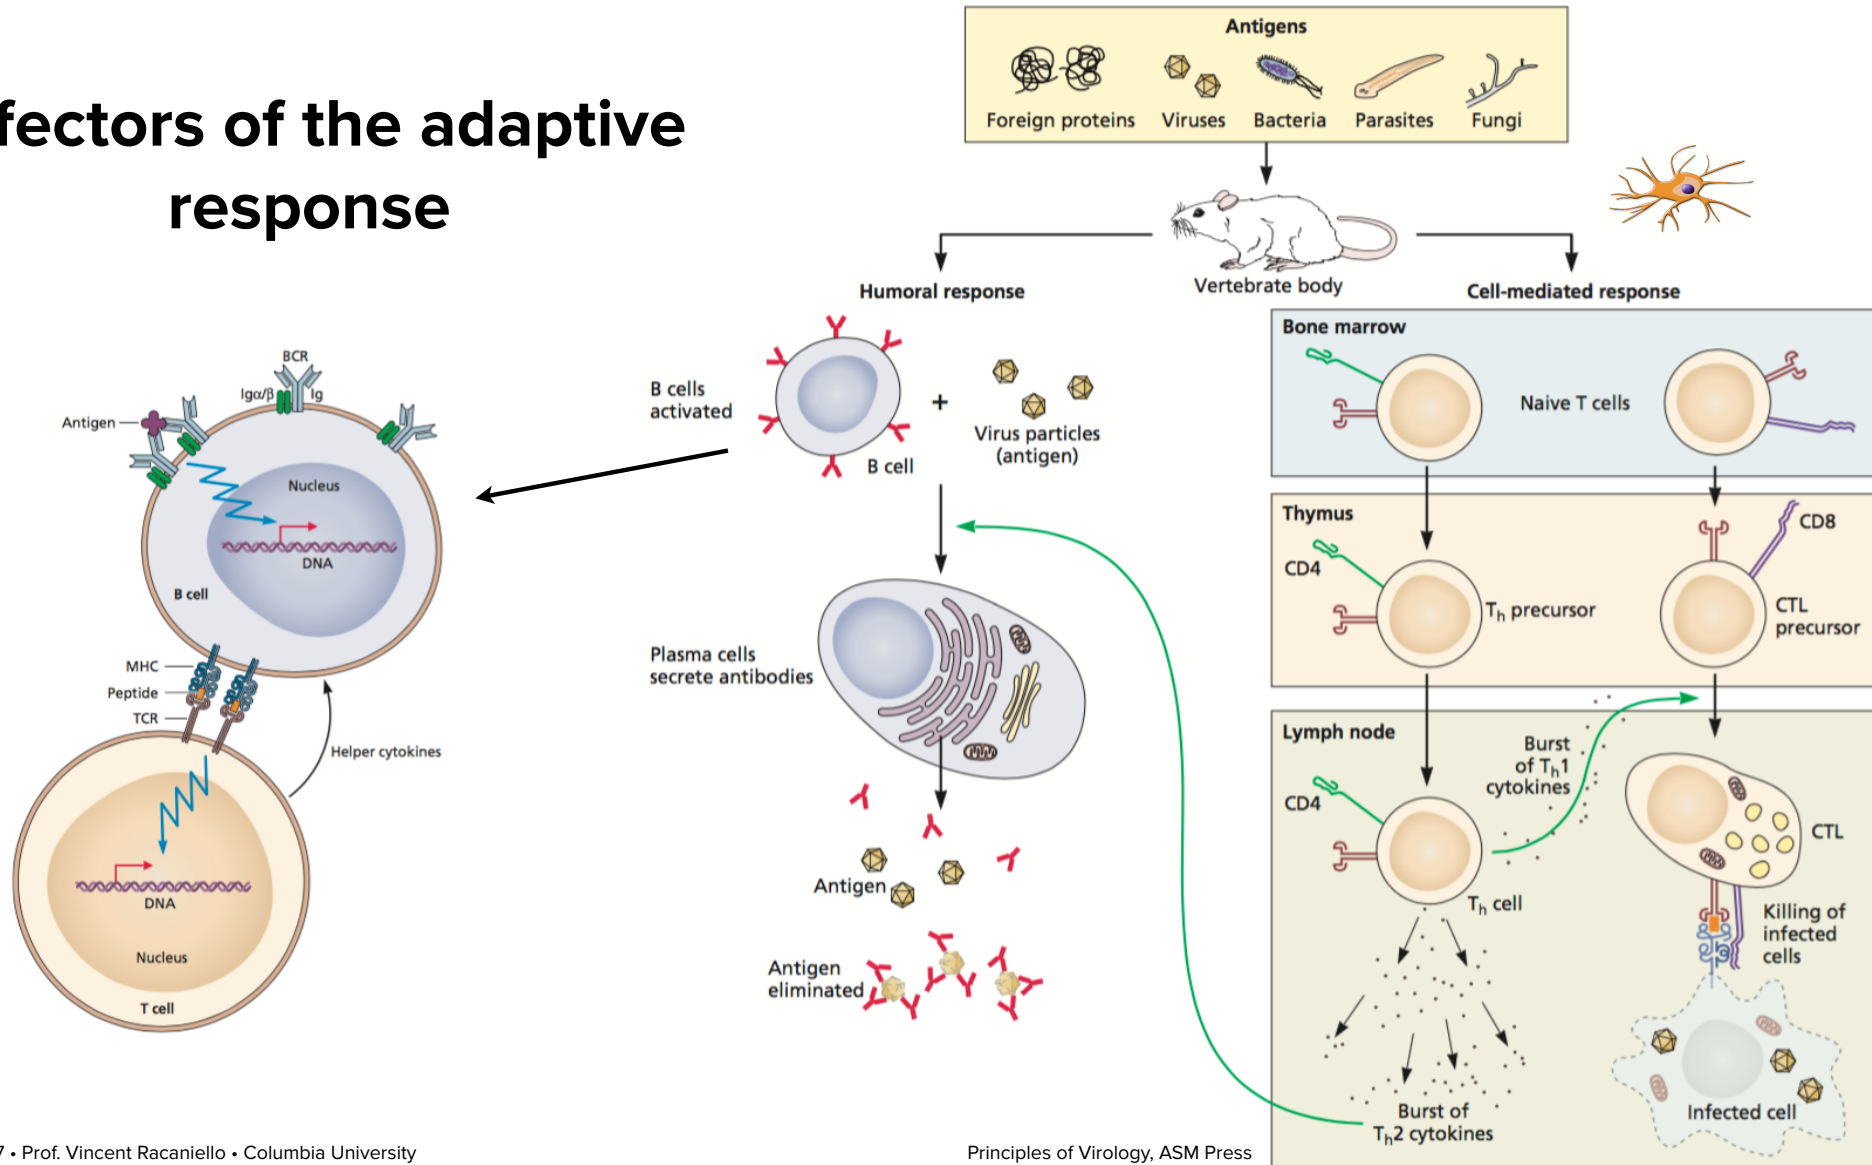 fectors of the adaptive
response
Antigens
Foreign proteins
Viruses
Bacteria
Parasites
Fungi
Vertebrate body
Humoral response
Cell-mediated response
B cells
activated
B cell
+
Virus particles
(antigen)
Plasma cells
secrete antibodies
Antigen
Antigen
eliminated
Bone marrow
Naive T cells
Thymus
CD4
Th precursor
CD8
CTL
precursor
Lymph node
CD4
Th cell
Burst
of Th1
cytokines
CTL
Killing of
infected
cells
Infected cell
Burst of
Th2 cytokines
BCR
Igα/β
Ig
Antigen
Nucleus
DNA
B cell
MHC
Peptide
TCR
Helper cytokines
DNA
Nucleus
T cell
7 • Prof. Vincent Racaniello • Columbia University
Principles of Virology, ASM Press